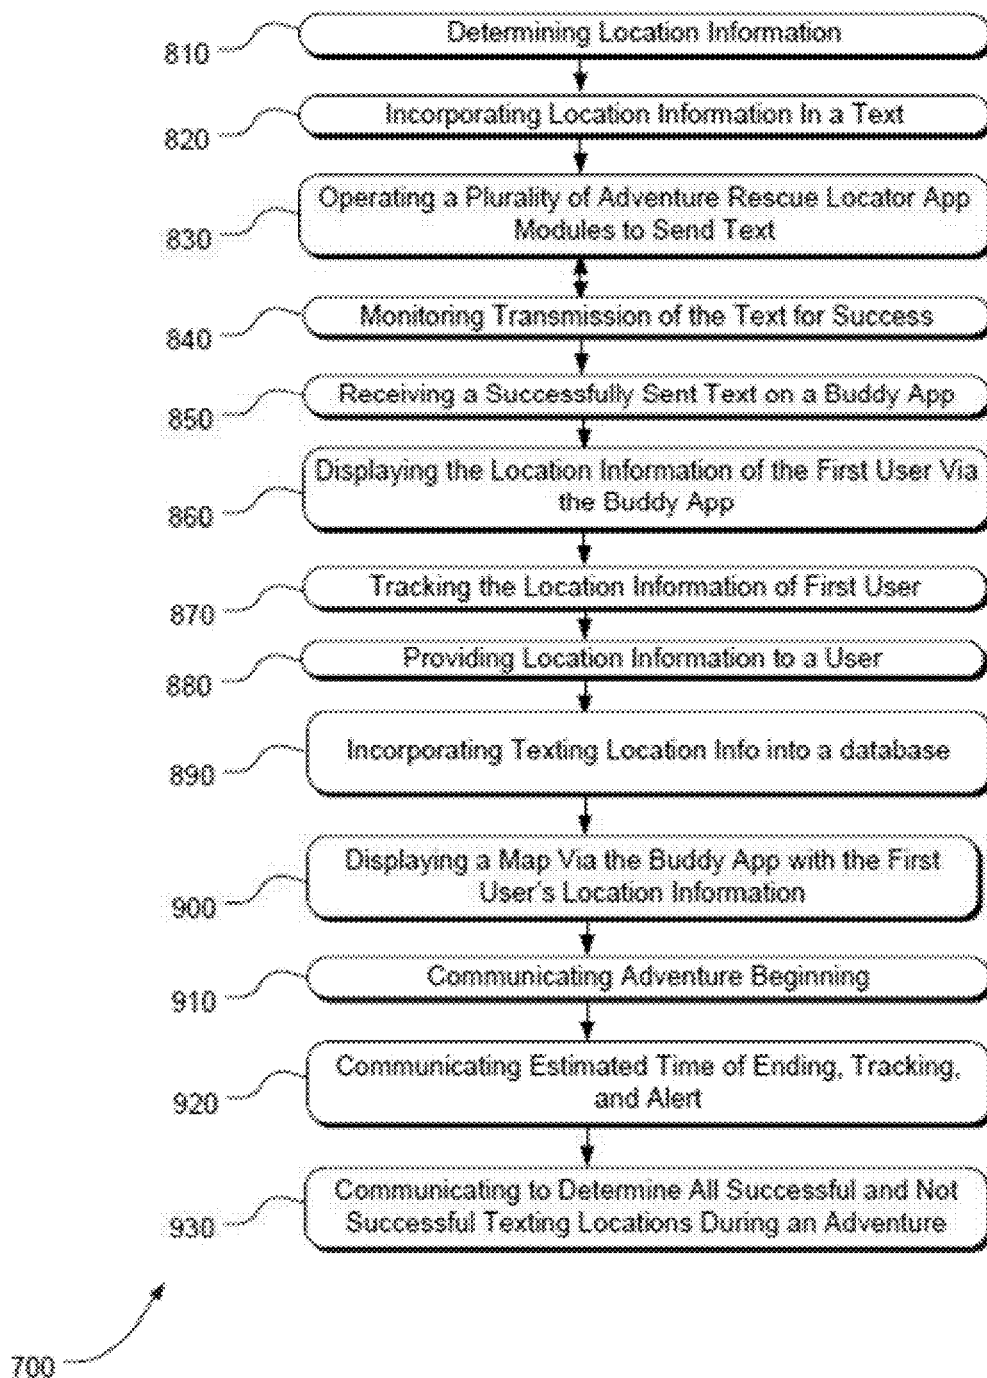 810
Determining Location Information
820
Incorporating Location Information In a Text
830
Operating a Plurality of Adventure Rescue Locator App
Modules to Send Text
840
Monitoring Transmission of the Text for Success
850
Receiving a Successfully Sent Text on a Buddy App
860
Displaying the Location Information of the First User Via
the Buddy App
870
Tracking the Location Information of First User
880
Providing Location Information to a User
890
Incorporating Texting Location Info into a database
900
Displaying a Map Via the Buddy App with the First
User's Location Information
910
Communicating Adventure Beginning
920
Communicating Estimated Time of Ending, Tracking,
and Alert
930
Communicating to Determine All Successful and Not
Successful Texting Locations During an Adventure
700